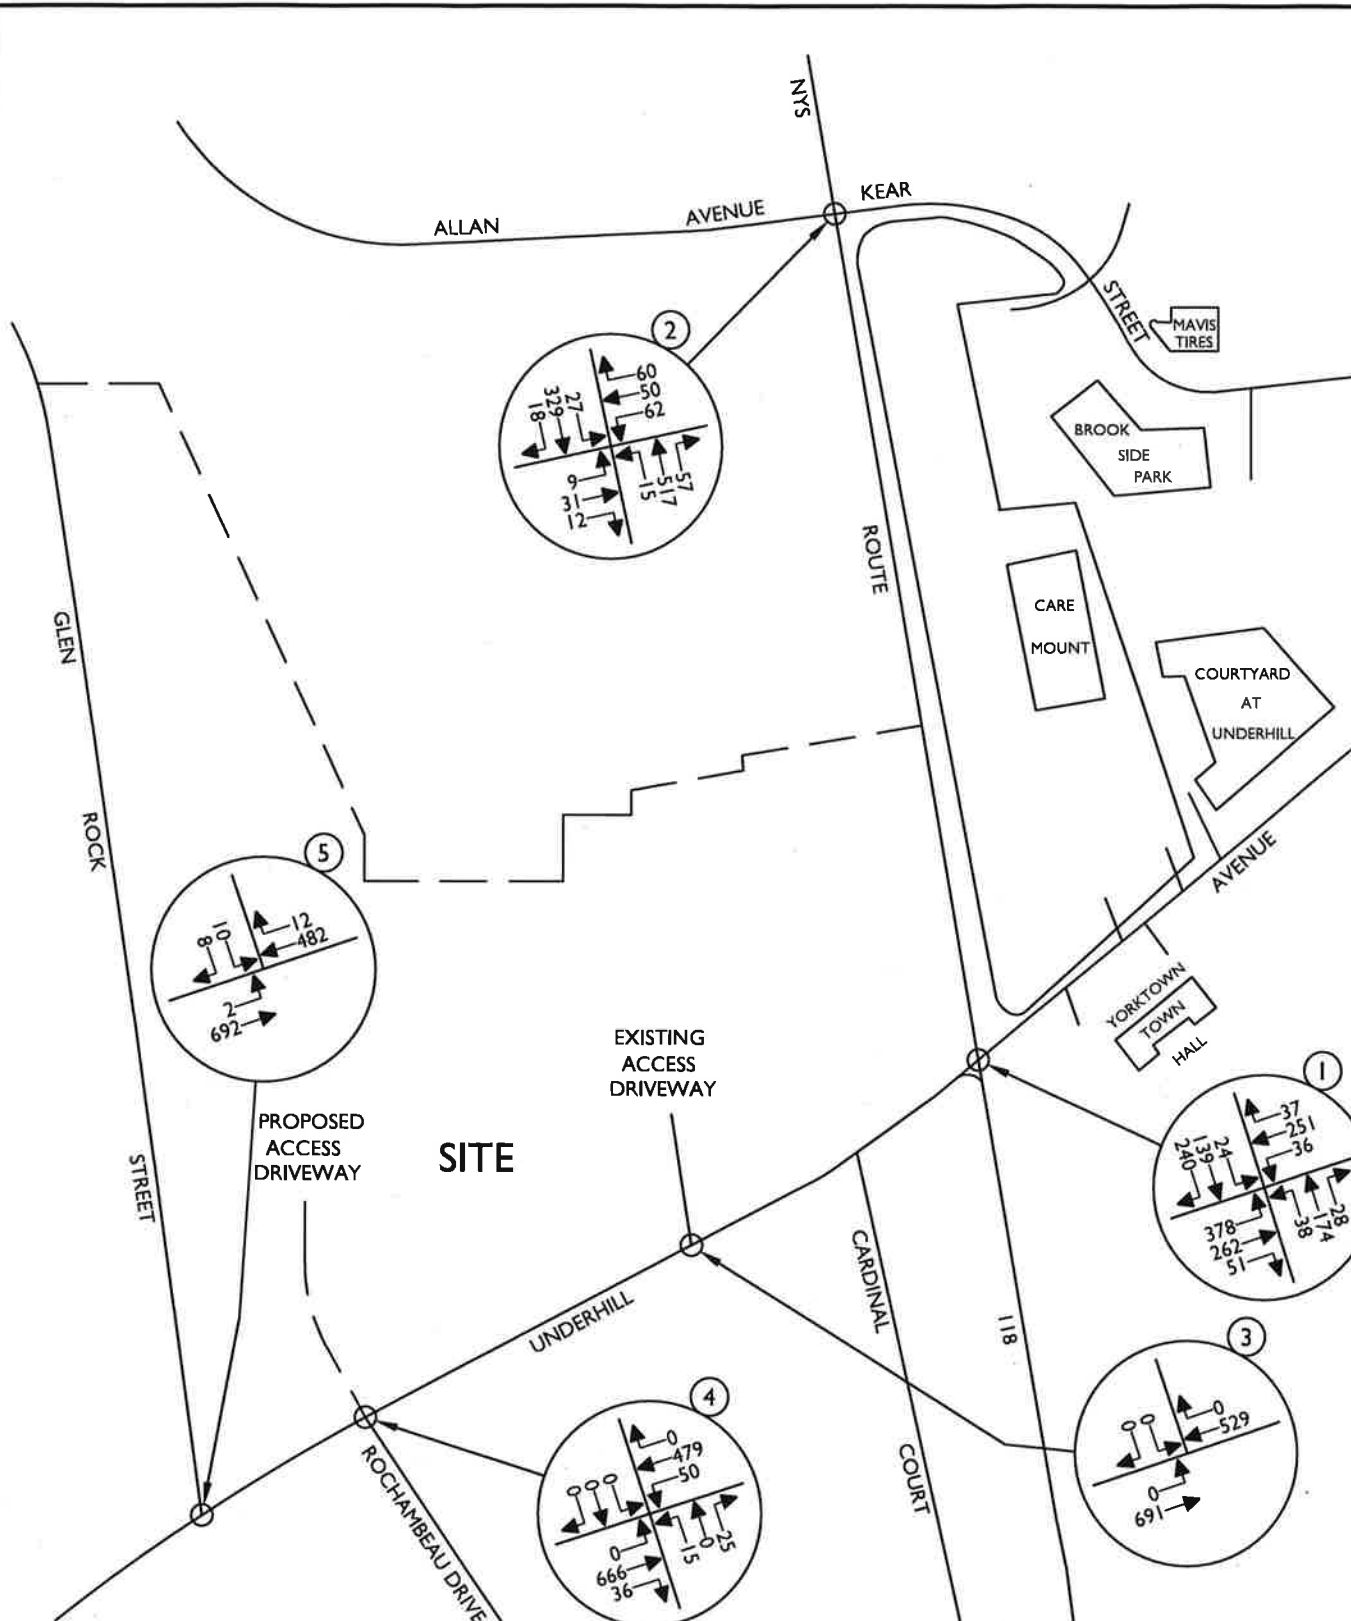 NYS
KEAR
ALLAN
AVENUE
STREET
MAVIS
TIRES
2
60
50
62
18
329
27
9
31
12
15
517
57
BROOK
SIDE
PARK
ROUTE
CARE
MOUNT
GLEN
COURTYARD
AT
UNDERHILL
ROCK
AVENUE
5
12
482
8
10
2
692
YORKTOWN
TOWN
HALL
EXISTING
ACCESS
DRIVEWAY
1
37
251
36
240
139
24
378
262
51
38
174
28
PROPOSED
ACCESS
DRIVEWAY
SITE
STREET
CARDINAL
UNDERHILL
118
3
0
529
0
0
0
691
4
0
479
50
0
0
0
0
666
36
15
0
25
COURT
ROCHAMBEAU DRIVE